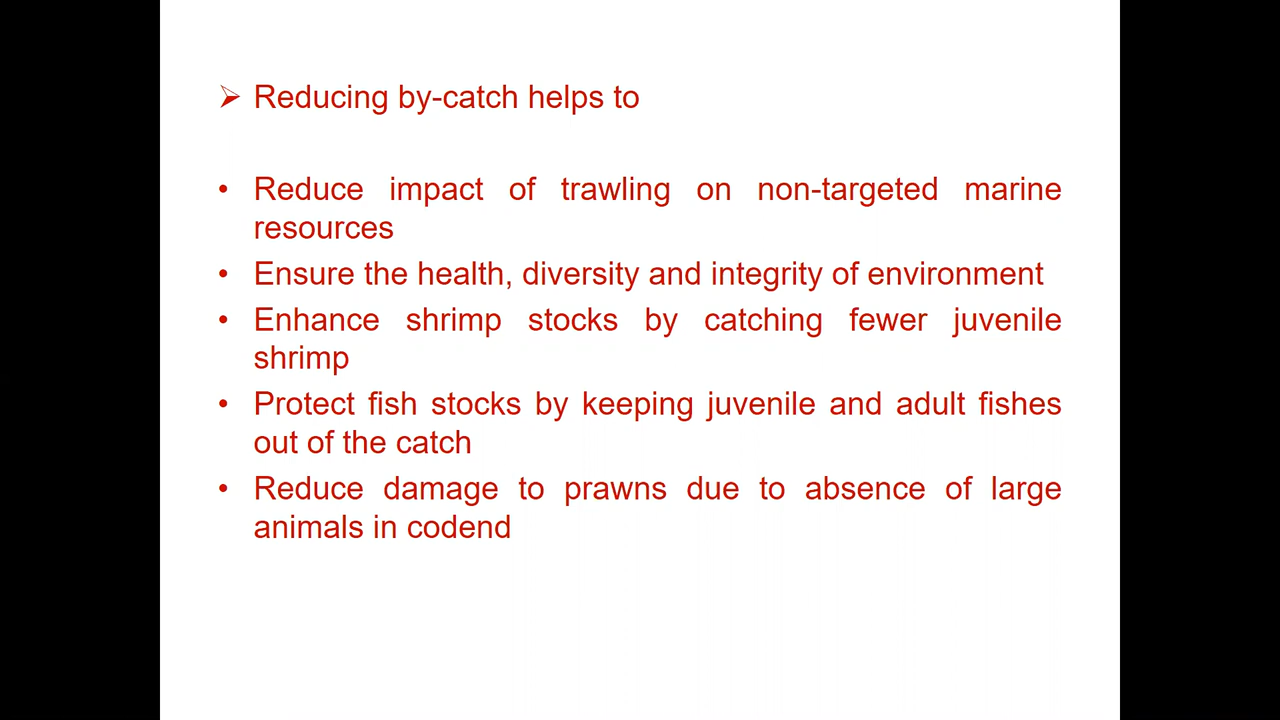 ➢ Reducing by-catch helps to
• Reduce impact of trawling on non-targeted marine
resources
• Ensure the health, diversity and integrity of environment
• Enhance shrimp stocks by catching fewer juvenile
shrimp
• Protect fish stocks by keeping juvenile and adult fishes
out of the catch
• Reduce damage to prawns due to absence of large
animals in codend